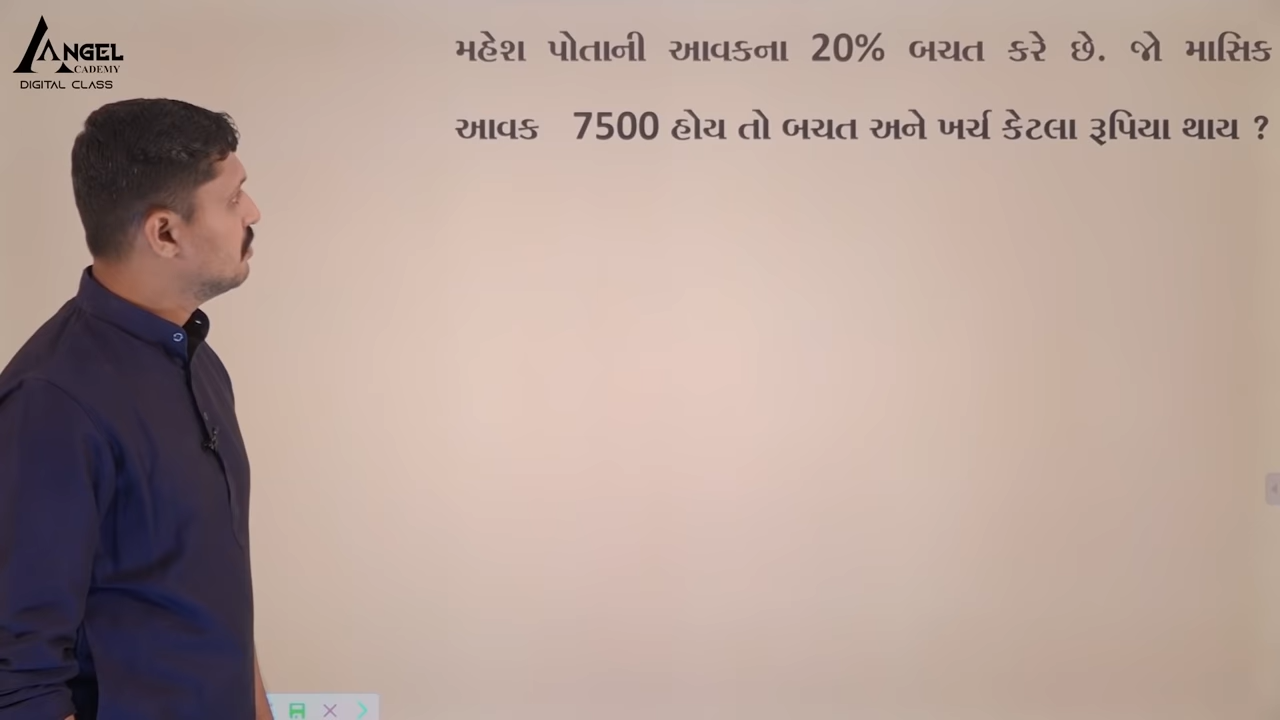 ANGEL
ACADEMY
DIGITAL CLASS
મહેશ પોતાની આવકના 20% બચત કરે છે. જો માસિક
આવક 7500 હોય તો બચત અને ખર્ચ કેટલા રૂપિયા થાય ?